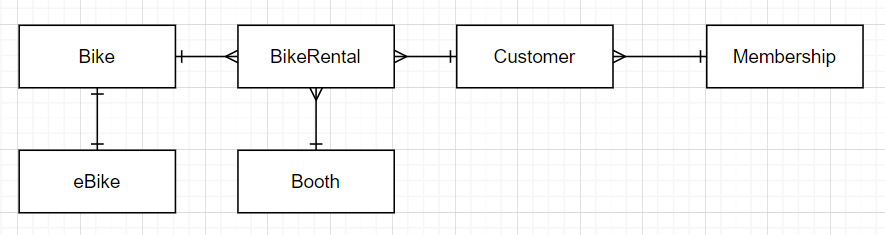 Bike
BikeRental
Customer
Membership
eBike
Booth